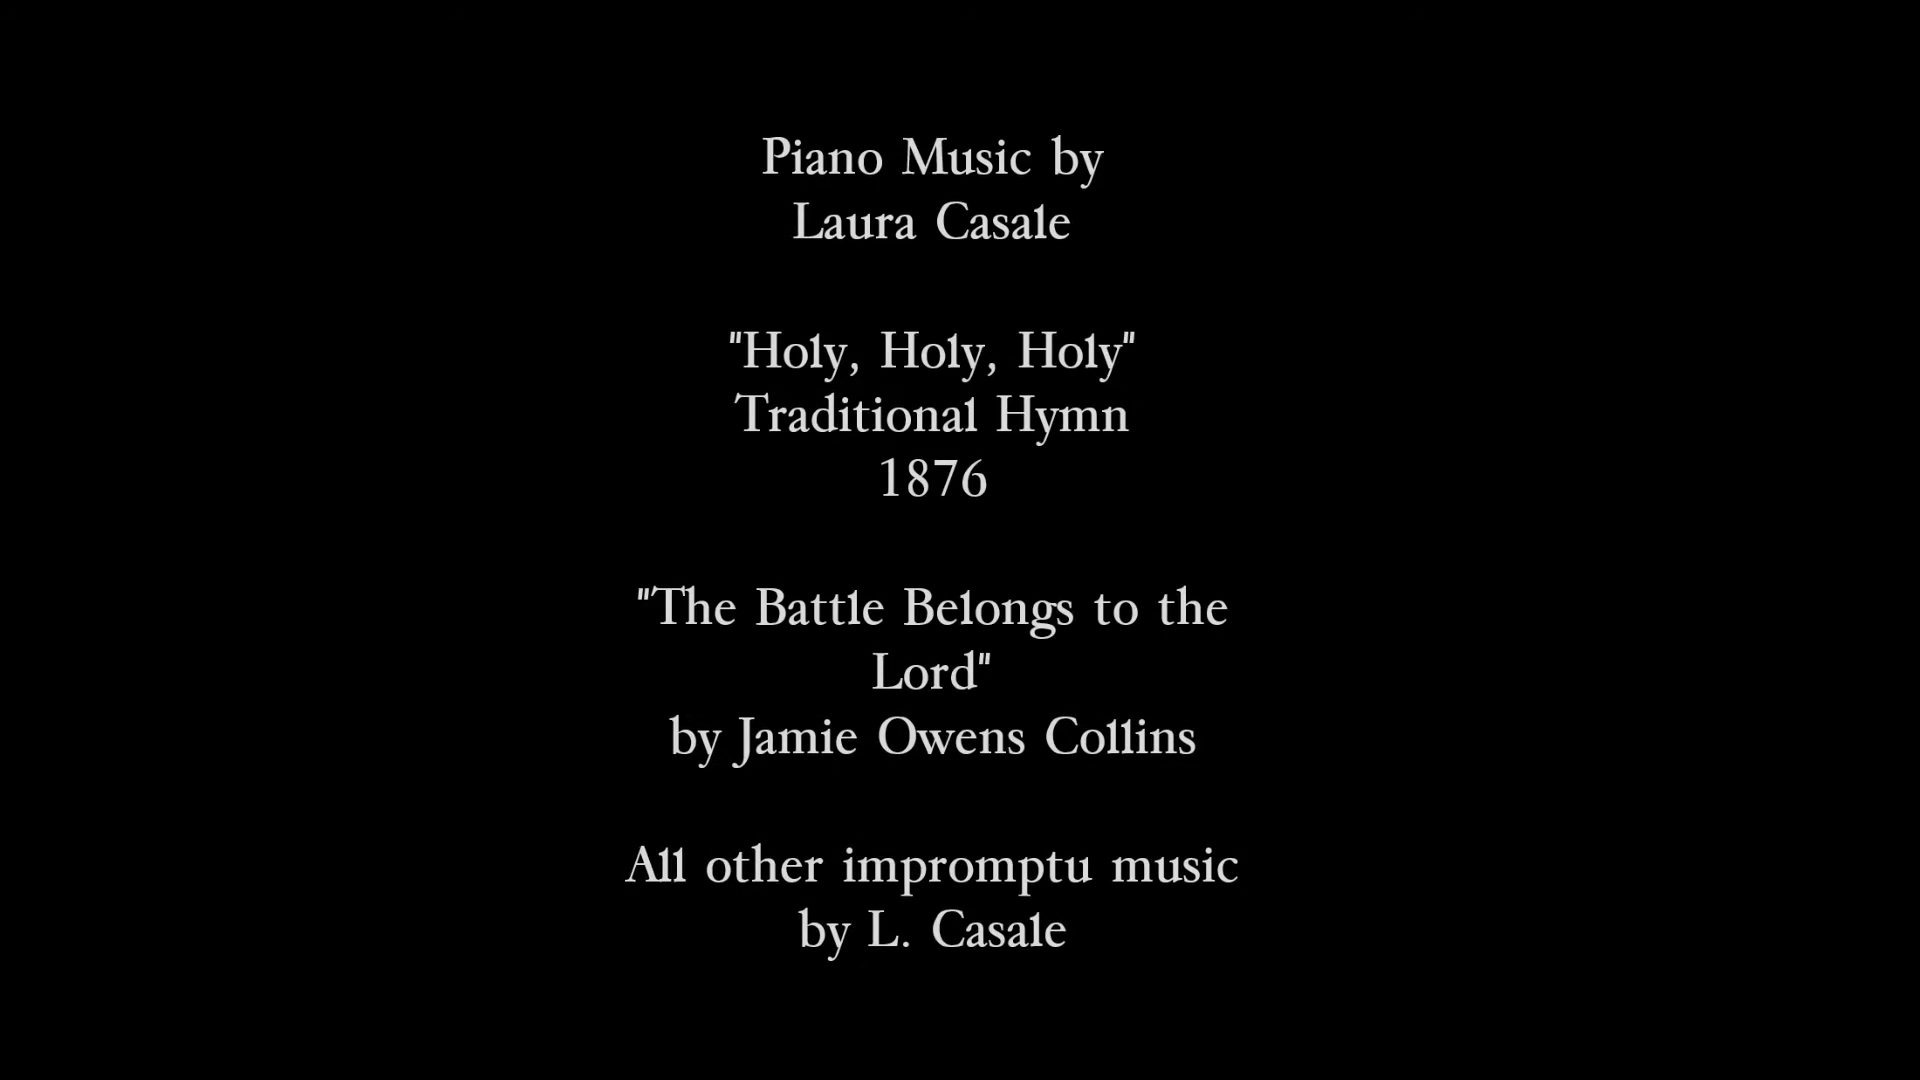 Piano Music by
Laura Casale
"Holy, Holy, Holy"
Traditional Hymn
1876
"The Battle Belongs to the
Lord"
by Jamie Owens Collins
All other impromptu music
by L. Casale